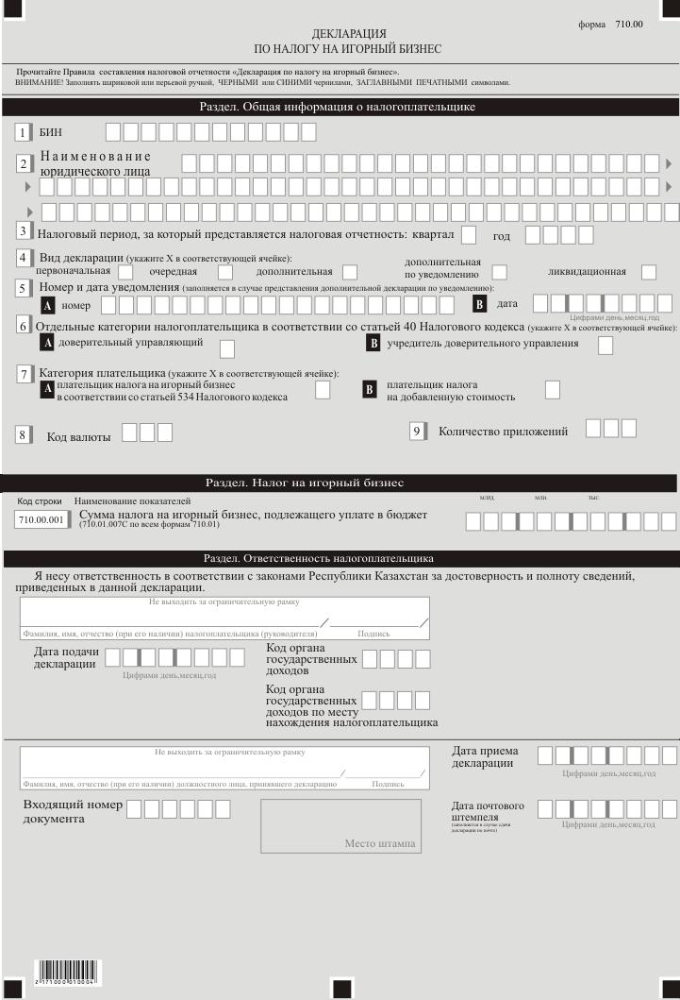 форма 710.00
ДЕКЛАРАЦИЯ
ПО НАЛОГУ НА ИГОРНЫЙ БИЗНЕС
Прочитайте Правила составления налоговой отчетности «Декларация по налогу на игорный бизнес».
ВНИМАНИЕ! Заполнять шариковой или перьевой ручкой, ЧЕРНЫМИ или СИНИМИ чернилами, ЗАГЛАВНЫМИ ПЕЧАТНЫМИ символами.
Раздел. Общая информация о налогоплательщике
1 БИН
2 Наименование
юридического лица
3 Налоговый период, за который представляется налоговая отчетность: квартал год
4 Вид декларации (укажите X в соответствующей ячейке):
первоначальная очередная дополнительная дополнительная
по уведомлению ликвидационная
5 Номер и дата уведомления (заполняется в случае представления дополнительной декларации по уведомлению):
A номер B дата
Цифрами день,месяц,год
6 Отдельные категории налогоплательщика в соответствии со статьей 40 Налогового кодекса (укажите X в соответствующей ячейке):
A доверительный управляющий B учредитель доверительного управления
7 Категория плательщика (укажите X в соответствующей ячейке):
A плательщик налога на игорный бизнес
в соответствии со статьей 534 Налогового кодекса
B плательщик налога
на добавленную стоимость
8 Код валюты 9 Количество приложений
Раздел. Налог на игорный бизнес
Код строки Наименование показателей МЛРД. МЛН. ТЫС.
710.00.001 Сумма налога на игорный бизнес, подлежащего уплате в бюджет
(710.01.007С по всем формам 710.01)
Раздел. Ответственность налогоплательщика
Я несу ответственность в соответствии с законами Республики Казахстан за достоверность и полноту сведений,
приведенных в данной декларации.
Не выходить за ограничительную рамку
/ /
Фамилия, имя, отчество (при его наличии) налогоплательщика (руководителя) Подпись
Дата подачи
декларации
Цифрами день,месяц,год
Код органа
государственных
доходов
Код органа
государственных
доходов по месту
нахождения налогоплательщика
Не выходить за ограничительную рамку
/ /
Фамилия, имя, отчество (при его наличии) должностного лица, принявшего декларацию Подпись
Дата приема
декларации
Цифрами день,месяц,год
Входящий номер
документа
Место штампа
Дата почтового
штемпеля
(заполняется в случае сдачи
декларации по почте)
Цифрами день,месяц,год
2 171000 010004